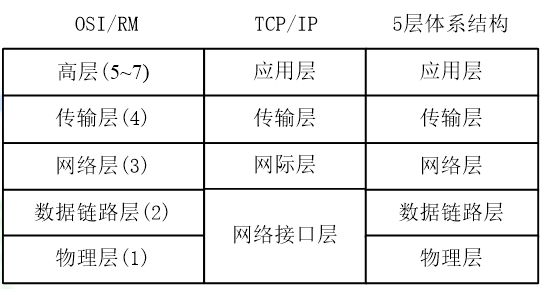 OSI/RM TCP/IP 5层体系结构
高层(5~7) 应用层 应用层
传输层(4) 传输层 传输层
网络层(3) 网际层 网络层
数据链路层(2) 网络接口层 数据链路层
物理层(1) 物理层